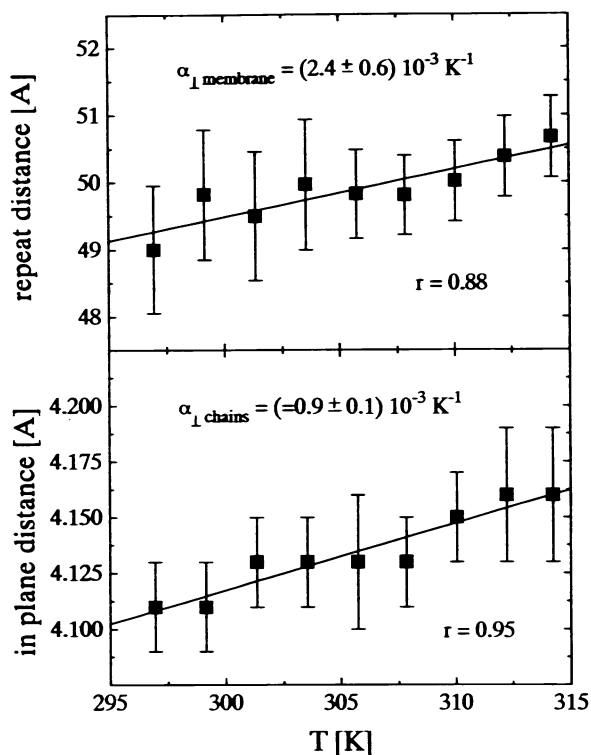 52
α⊥ membrane = (2.4 ± 0.6) 10⁻³ K⁻¹
51
50
49
r = 0.88
48
repeat distance [A]
4.200
α⊥ chains = (=0.9 ± 0.1) 10⁻³ K⁻¹
4.175
4.150
4.125
4.100
r = 0.95
in plane distance [A]
295 300 305 310 315
T [K]